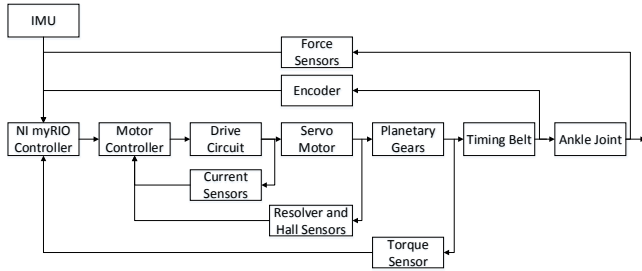 IMU
Force
Sensors
Encoder
NI myRIO
Controller
Motor
Controller
Drive
Circuit
Servo
Motor
Planetary
Gears
Timing Belt
Ankle Joint
Current
Sensors
Resolver and
Hall Sensors
Torque
Sensor